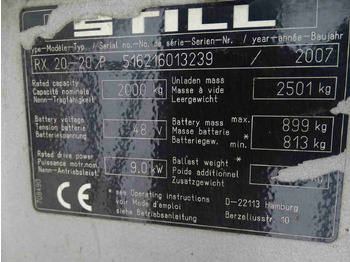 STILL
Type-Modèle-Typ / Serial no.-No. de série-Serien-Nr. / year-année-Baujahr
RX 20-20 P 516216013239 / 2007
Rated capacity
Capacité nominale 2000 kg
Nenn-Tragfähigkeit
Unladen mass
Masse à vide 2501 kg
Leergewicht
Battery voltage
Tension batterie 48 V
Batteriespannung
Battery mass max. 899 kg
Masse batterie *
Batteriegew. min. 813 kg
Rated drive power
Puissance motr. nomin. 9.0 kW
Nenn-Antriebsleist.
Ballast weight *
Poids additionnel
Zusatzgewicht
CE
* see Operating instructions
voir Mode d'emploi
siehe Betriebsanleitung
D-22113 Hamburg
Berzeliusstr. 10